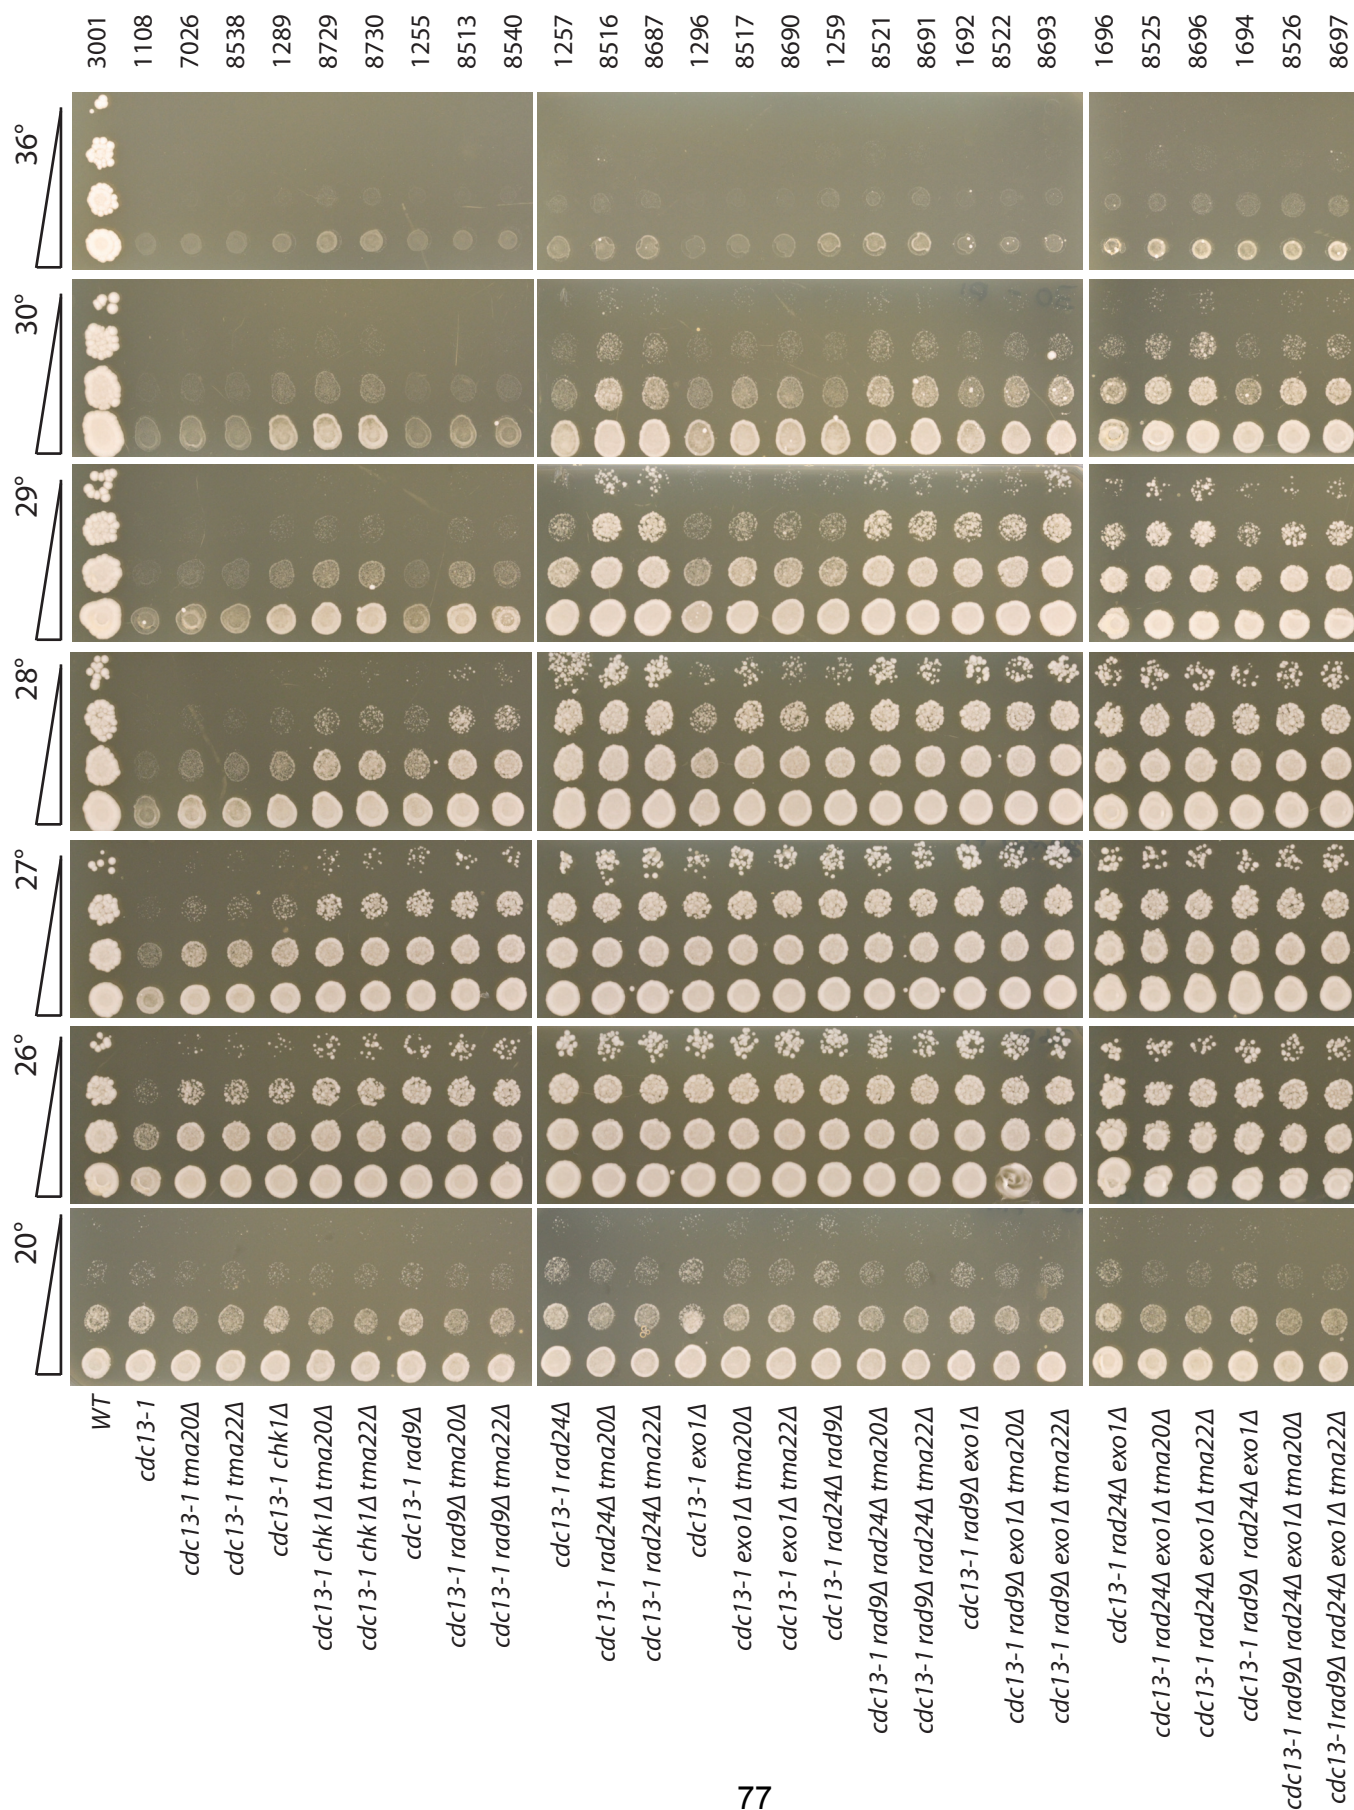 3001
1108
7026
8538
1289
8729
8730
1255
8513
8540
1257
8516
8687
1296
8517
8690
1259
8521
8691
1692
8522
8693
1696
8525
8696
1694
8526
8697
36°
30°
29°
28°
27°
26°
20°
WT
cdc13-1
cdc13-1 tma20Δ
cdc13-1 tma22Δ
cdc13-1 chk1Δ
cdc13-1 chk1Δ tma20Δ
cdc13-1 chk1Δ tma22Δ
cdc13-1 rad9Δ
cdc13-1 rad9Δ tma20Δ
cdc13-1 rad9Δ tma22Δ
cdc13-1 rad24Δ
cdc13-1 rad24Δ tma20Δ
cdc13-1 rad24Δ tma22Δ
cdc13-1 exo1Δ
cdc13-1 exo1Δ tma20Δ
cdc13-1 exo1Δ tma22Δ
cdc13-1 rad24Δ rad9Δ
cdc13-1 rad9Δ rad24Δ tma20Δ
cdc13-1 rad9Δ rad24Δ tma22Δ
cdc13-1 rad9Δ exo1Δ
cdc13-1 rad9Δ exo1Δ tma20Δ
cdc13-1 rad9Δ exo1Δ tma22Δ
cdc13-1 rad24Δ exo1Δ
cdc13-1 rad24Δ exo1Δ tma20Δ
cdc13-1 rad24Δ exo1Δ tma22Δ
cdc13-1 rad9Δ rad24Δ exo1Δ
cdc13-1 rad9Δ rad24Δ exo1Δ tma20Δ
cdc13-1rad9Δ rad24Δ exo1Δ tma22Δ
77